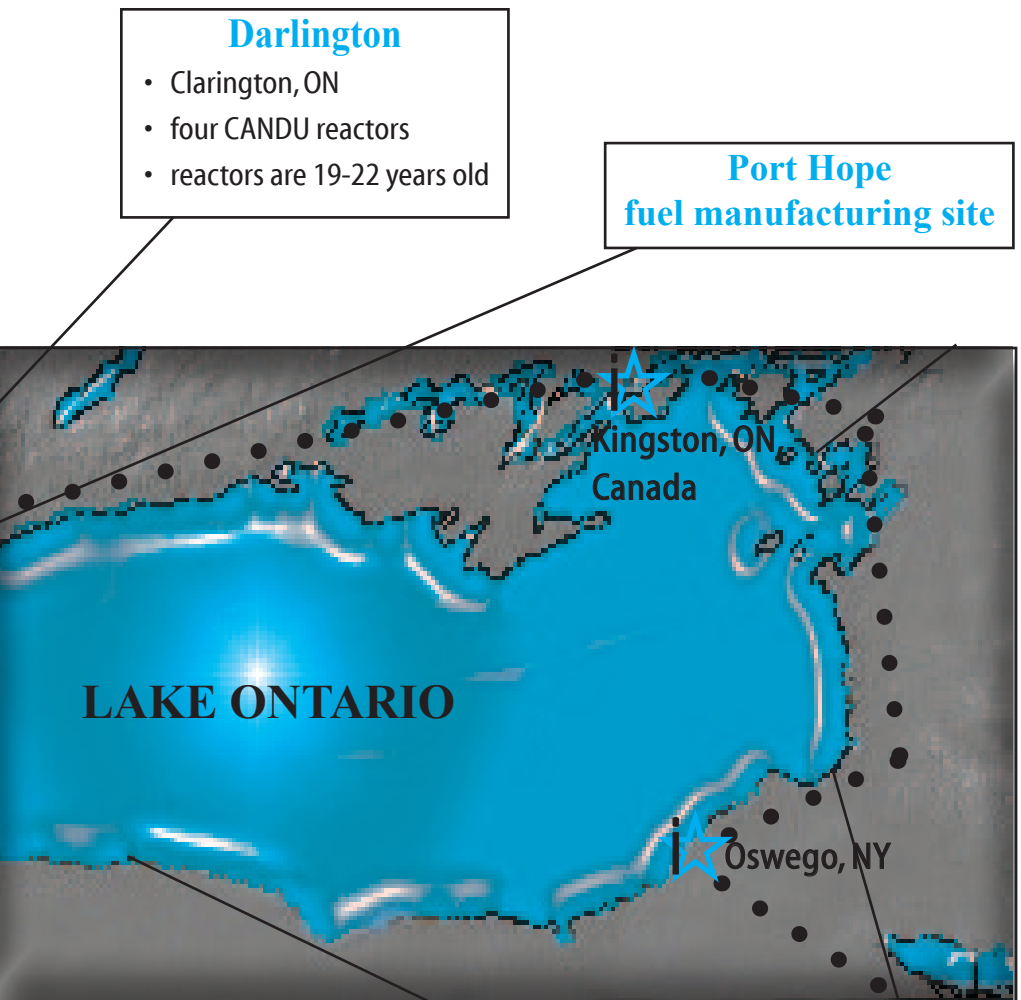 Darlington
• Clarington, ON
• four CANDU reactors
• reactors are 19-22 years old
Port Hope
fuel manufacturing site
Kingston, ON,
Canada
LAKE ONTARIO
Oswego, NY